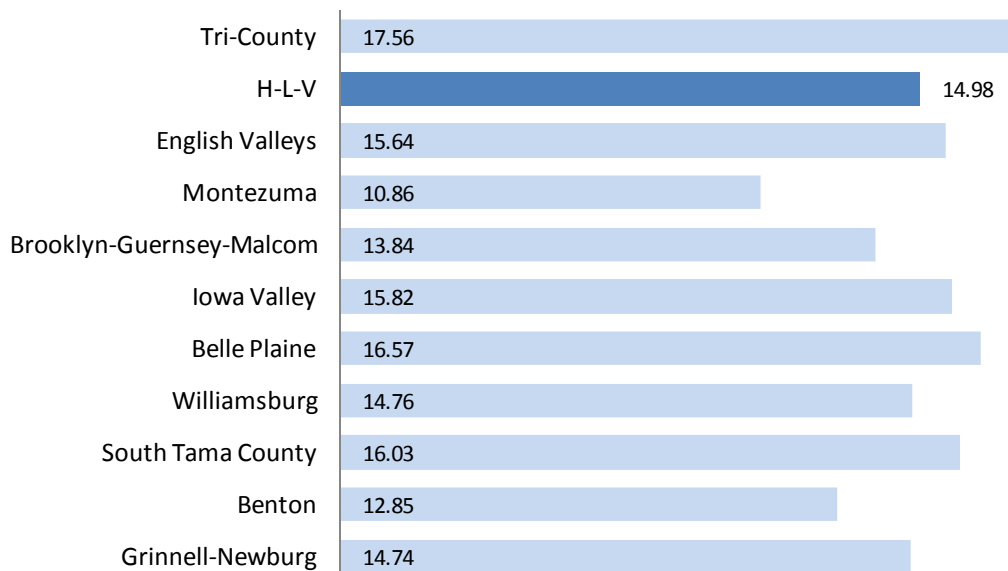 Tri-County 17.56
H-L-V 14.98
English Valleys 15.64
Montezuma 10.86
Brooklyn-Guernsey-Malcom 13.84
Iowa Valley 15.82
Belle Plaine 16.57
Williamsburg 14.76
South Tama County 16.03
Benton 12.85
Grinnell-Newburg 14.74